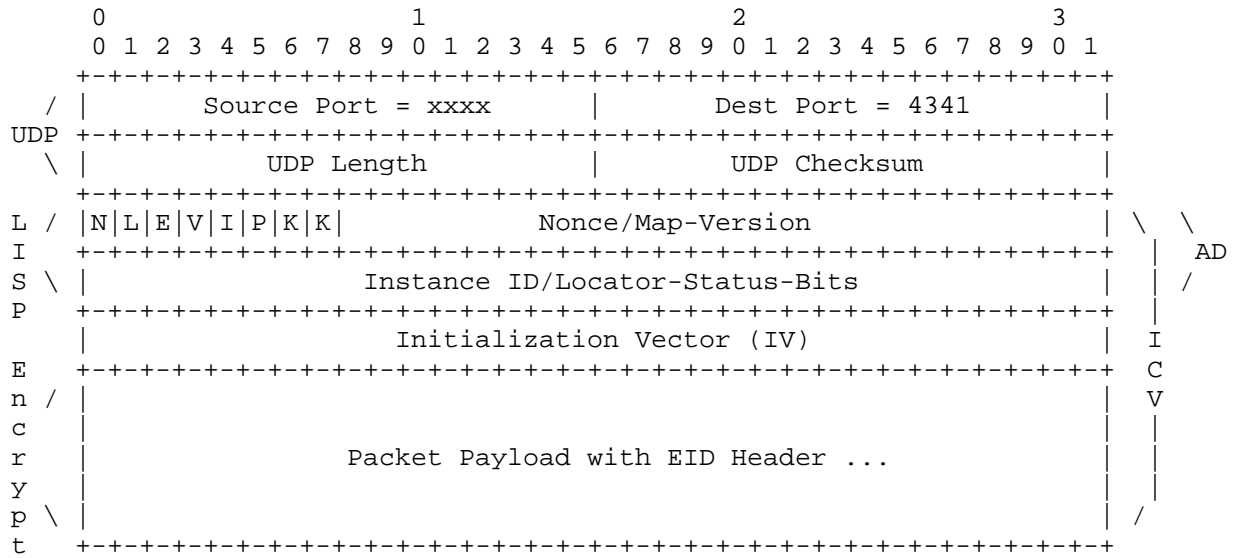 0                   1                   2                   3
      0 1 2 3 4 5 6 7 8 9 0 1 2 3 4 5 6 7 8 9 0 1 2 3 4 5 6 7 8 9 0 1
     +-+-+-+-+-+-+-+-+-+-+-+-+-+-+-+-+-+-+-+-+-+-+-+-+-+-+-+-+-+-+-+-+
   / |       Source Port = xxxx      |       Dest Port = 4341        |
UDP  +-+-+-+-+-+-+-+-+-+-+-+-+-+-+-+-+-+-+-+-+-+-+-+-+-+-+-+-+-+-+-+-+
   \ |           UDP Length          |        UDP Checksum           |
     +-+-+-+-+-+-+-+-+-+-+-+-+-+-+-+-+-+-+-+-+-+-+-+-+-+-+-+-+-+-+-+-+
L /  |N|L|E|V|I|P|K|K|            Nonce/Map-Version                  | \  \
I    +-+-+-+-+-+-+-+-+-+-+-+-+-+-+-+-+-+-+-+-+-+-+-+-+-+-+-+-+-+-+-+-+  |  AD
S \  |                 Instance ID/Locator-Status-Bits               |  | /
P    +-+-+-+-+-+-+-+-+-+-+-+-+-+-+-+-+-+-+-+-+-+-+-+-+-+-+-+-+-+-+-+-+  |
     |                   Initialization Vector (IV)                  |  I
E    +-+-+-+-+-+-+-+-+-+-+-+-+-+-+-+-+-+-+-+-+-+-+-+-+-+-+-+-+-+-+-+-+  C
n /  |                                                               |  V
c    |                                                               |  |
r    |                Packet Payload with EID Header ...             |  |
y    |                                                               |  |
p \  |                                                               | /
t    +-+-+-+-+-+-+-+-+-+-+-+-+-+-+-+-+-+-+-+-+-+-+-+-+-+-+-+-+-+-+-+-+